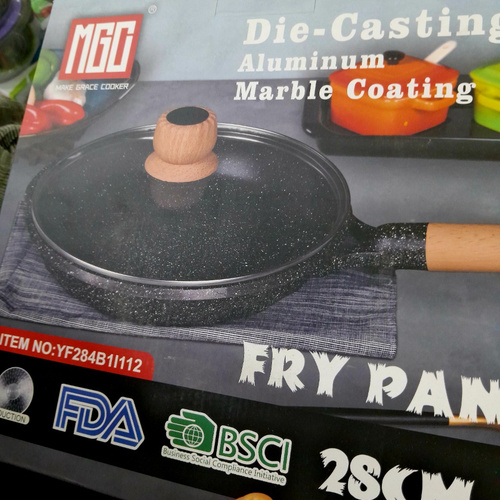 MGC
®
MAKE GRACE COOKER
Die-Casting
Aluminum
Marble Coating
ITEM NO:YF284B1I112
FRY PAN
DUCTION
FDA
BSCI
Business Social Compliance Initiative
28CM